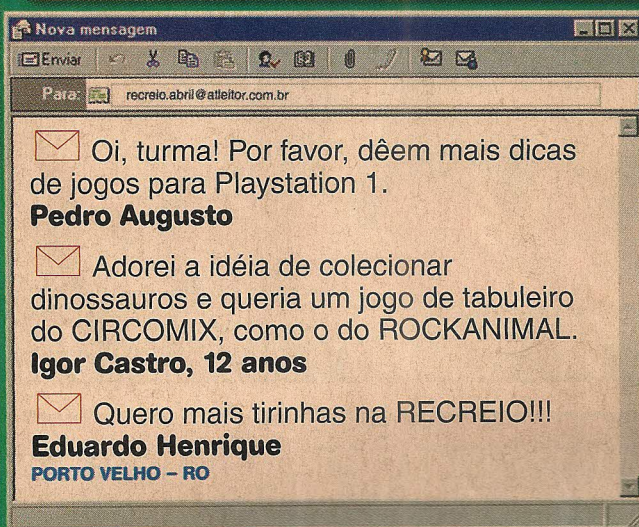 Nova mensagem
Enviar
Para: recreio.abril@atleitor.com.br
Oi, turma! Por favor, dêem mais dicas
de jogos para Playstation 1.
Pedro Augusto
Adorei a idéia de colecionar
dinossauros e queria um jogo de tabuleiro
do CIRCOMIX, como o do ROCKANIMAL.
Igor Castro, 12 anos
Quero mais tirinhas na RECREIO!!!
Eduardo Henrique
PORTO VELHO – RO